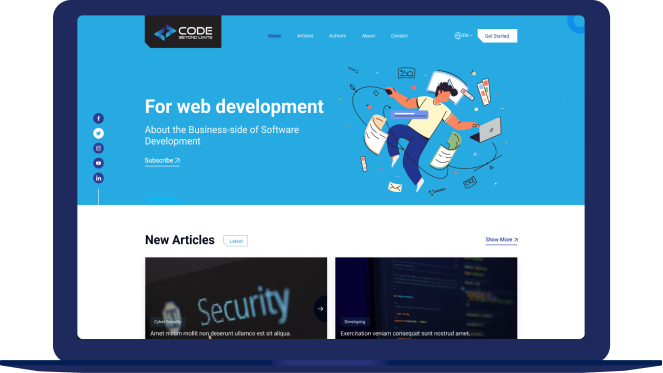 CODE
BEYOND LIMITS
Home Articles Authors About Contact
EN
Get Started
For web development
About the Business-side of Software
Development
Subscribe
New Articles
Latest
Show More
Security
Cyber Security
Amet minim mollit non deserunt ullamco est sit aliqua.
Developing
Exercitation veniam consequat sunt nostrud amet.